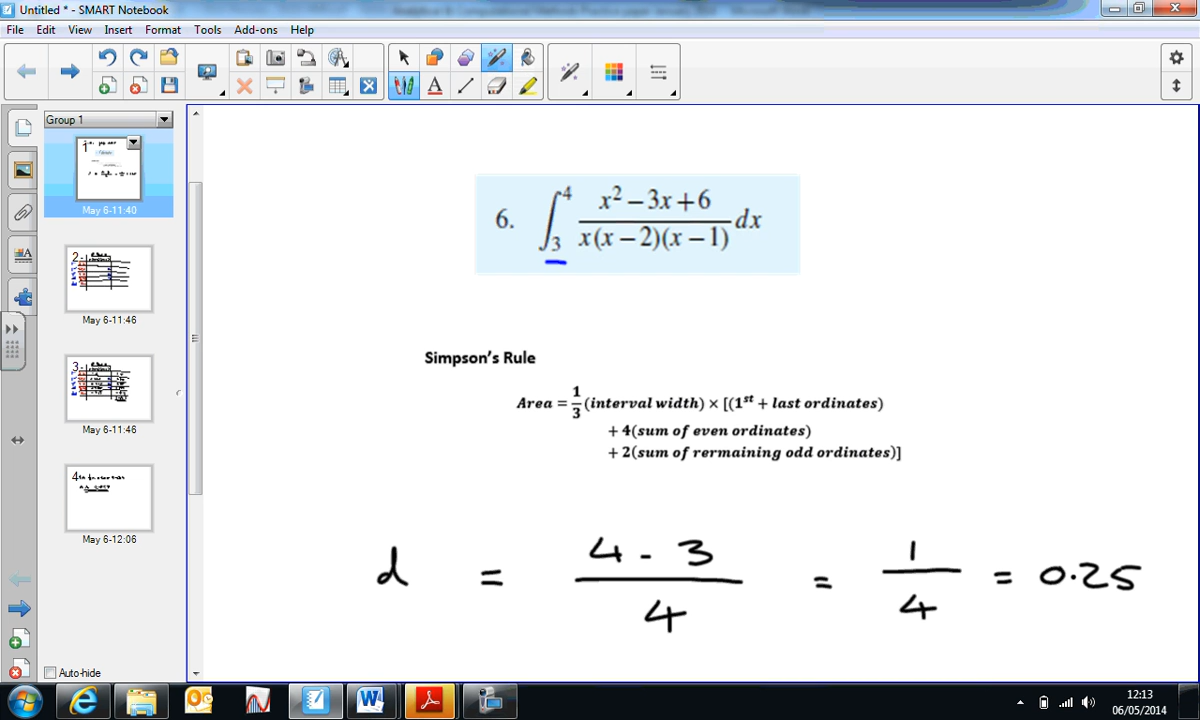 Untitled * - SMART Notebook
File Edit View Insert Format Tools Add-ons Help
Group 1
May 6-11:40
2.
May 6-11:46
3.
May 6-11:46
4.
May 6-12:06
Auto-hide
6. ∫₃⁴ (x² – 3x + 6) / (x(x – 2)(x – 1)) dx
Simpson's Rule
Area = 1/3 (interval width) × [(1ˢᵗ + last ordinates)
+ 4(sum of even ordinates)
+ 2(sum of rermaining odd ordinates)]
d = (4 - 3) / 4 = 1/4 = 0.25
12:13
06/05/2014